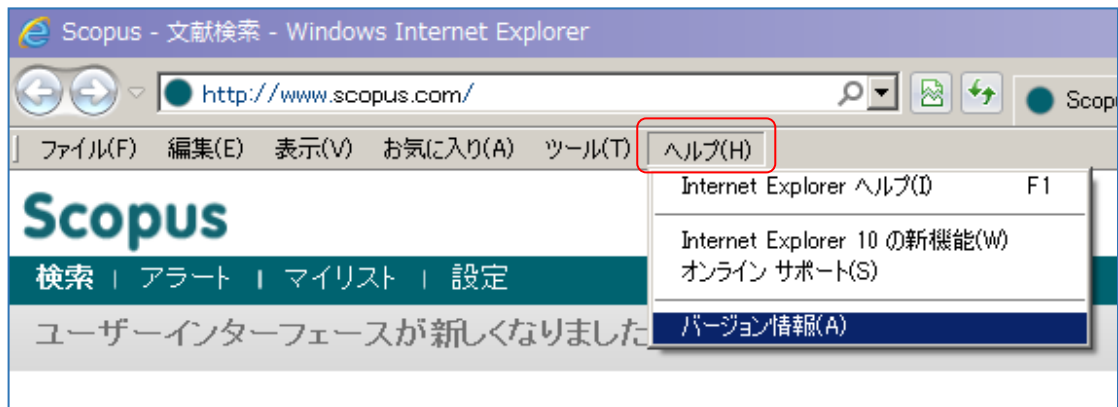 Scopus - 文献検索 - Windows Internet Explorer
http://www.scopus.com/
Scop
ファイル(F) 編集(E) 表示(V) お気に入り(A) ツール(T) ヘルプ(H)
Internet Explorer ヘルプ(I) F1
Internet Explorer 10 の新機能(W)
オンライン サポート(S)
バージョン情報(A)
Scopus
検索 | アラート | マイリスト | 設定
ユーザーインターフェースが新しくなりました